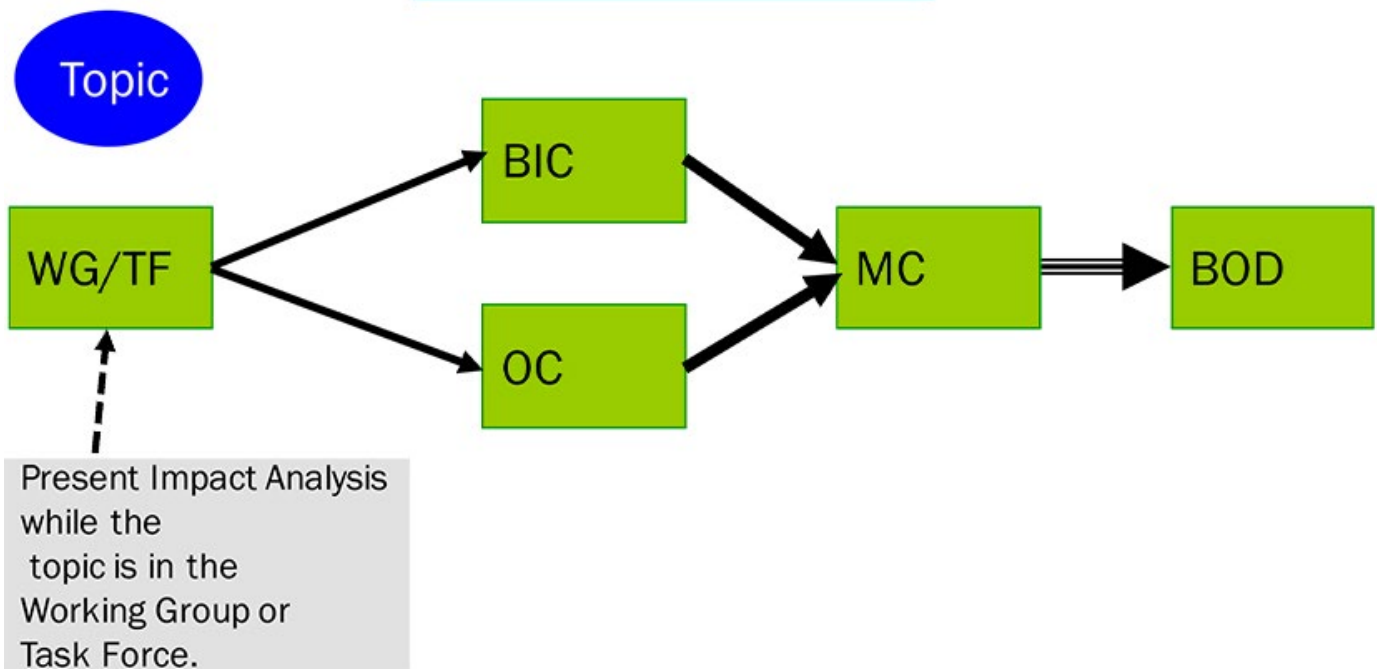 Topic
BIC
WG/TF
MC
BOD
OC
Present Impact Analysis
while the
topic is in the
Working Group or
Task Force.